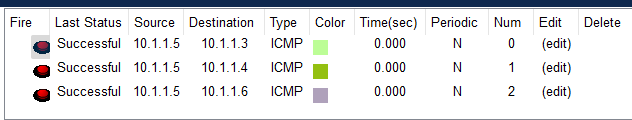 Fire Last Status Source Destination Type Color Time(sec) Periodic Num Edit Delete
Successful 10.1.1.5 10.1.1.3 ICMP 0.000 N 0 (edit)
Successful 10.1.1.5 10.1.1.4 ICMP 0.000 N 1 (edit)
Successful 10.1.1.5 10.1.1.6 ICMP 0.000 N 2 (edit)